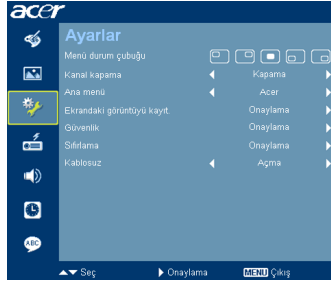 acer
Ayarlar
Menü durum çubuğu
Kanal kapama Kapama
Ana menü Acer
Ekrandaki görüntüyü kayıt. Onaylama
Güvenlik Onaylama
Sıfırlama Onaylama
Kablosuz Açma
ABC
Seç Onaylama MENU Çıkış